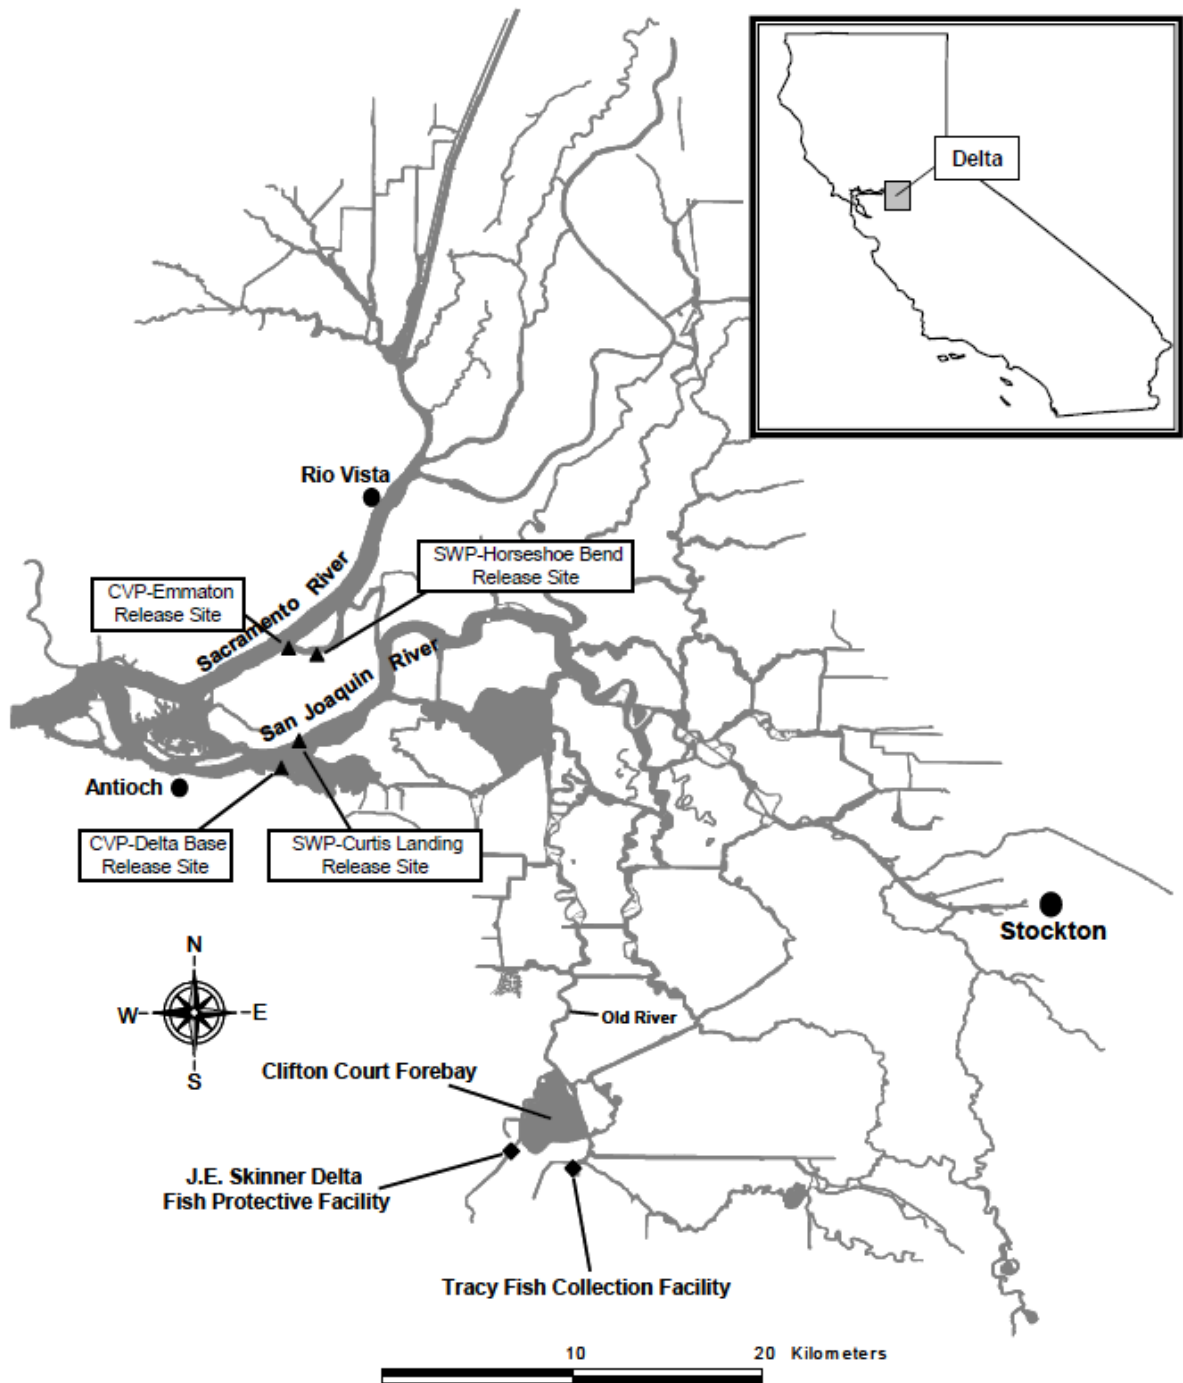 Delta
Rio Vista
SWP-Horseshoe Bend
Release Site
CVP-Emmaton
Release Site
Sacramento River
San Joaquin River
Antioch
CVP-Delta Base
Release Site
SWP-Curtis Landing
Release Site
Stockton
N
W
E
S
Old River
Clifton Court Forebay
J.E. Skinner Delta
Fish Protective Facility
Tracy Fish Collection Facility
10 20 Kilometers